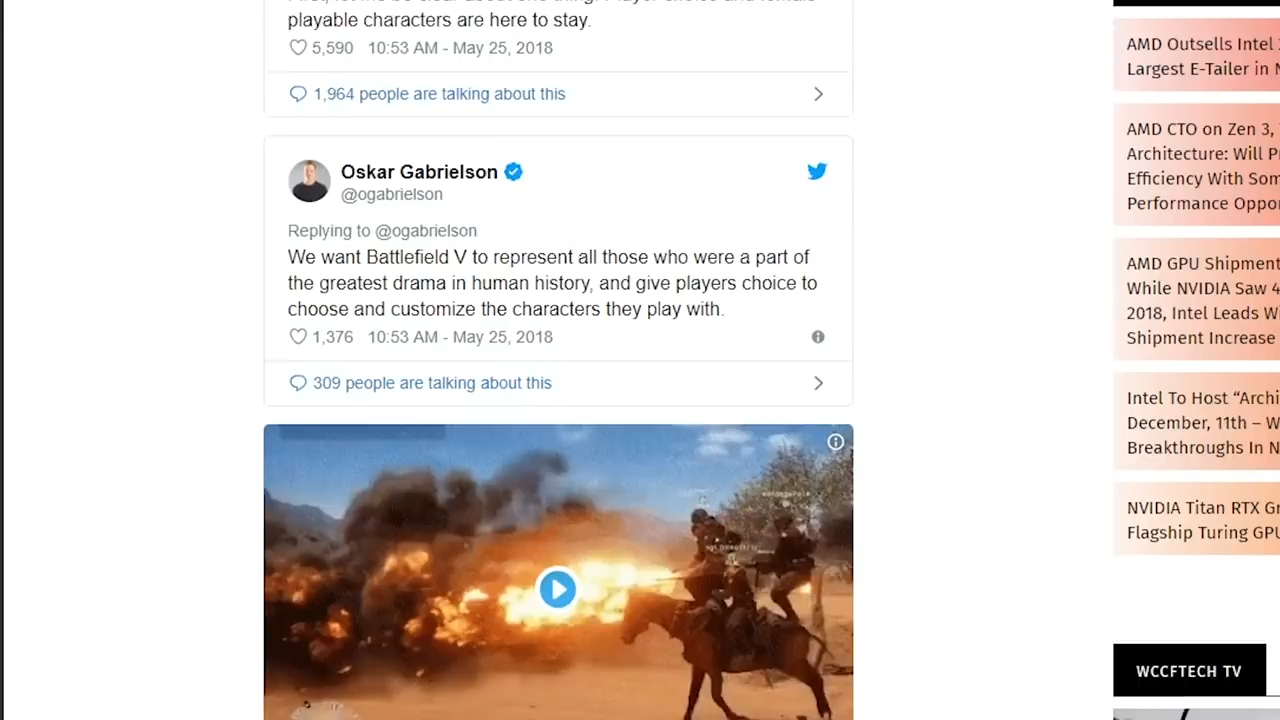 playable characters are here to stay.
5,590 10:53 AM - May 25, 2018
1,964 people are talking about this
Oskar Gabrielson
@ogabrielson
Replying to @ogabrielson
We want Battlefield V to represent all those who were a part of
the greatest drama in human history, and give players choice to
choose and customize the characters they play with.
1,376 10:53 AM - May 25, 2018
309 people are talking about this
AMD Outsells Intel
Largest E-Tailer in
AMD CTO on Zen 3,
Architecture: Will
Efficiency With
Performance
AMD GPU
While NVIDIA Saw
2018, Intel Leads
Shipment Increase
Intel To Host
December, 11th –
Breakthroughs In
NVIDIA Titan RTX
Flagship Turing
WCCFTECH TV